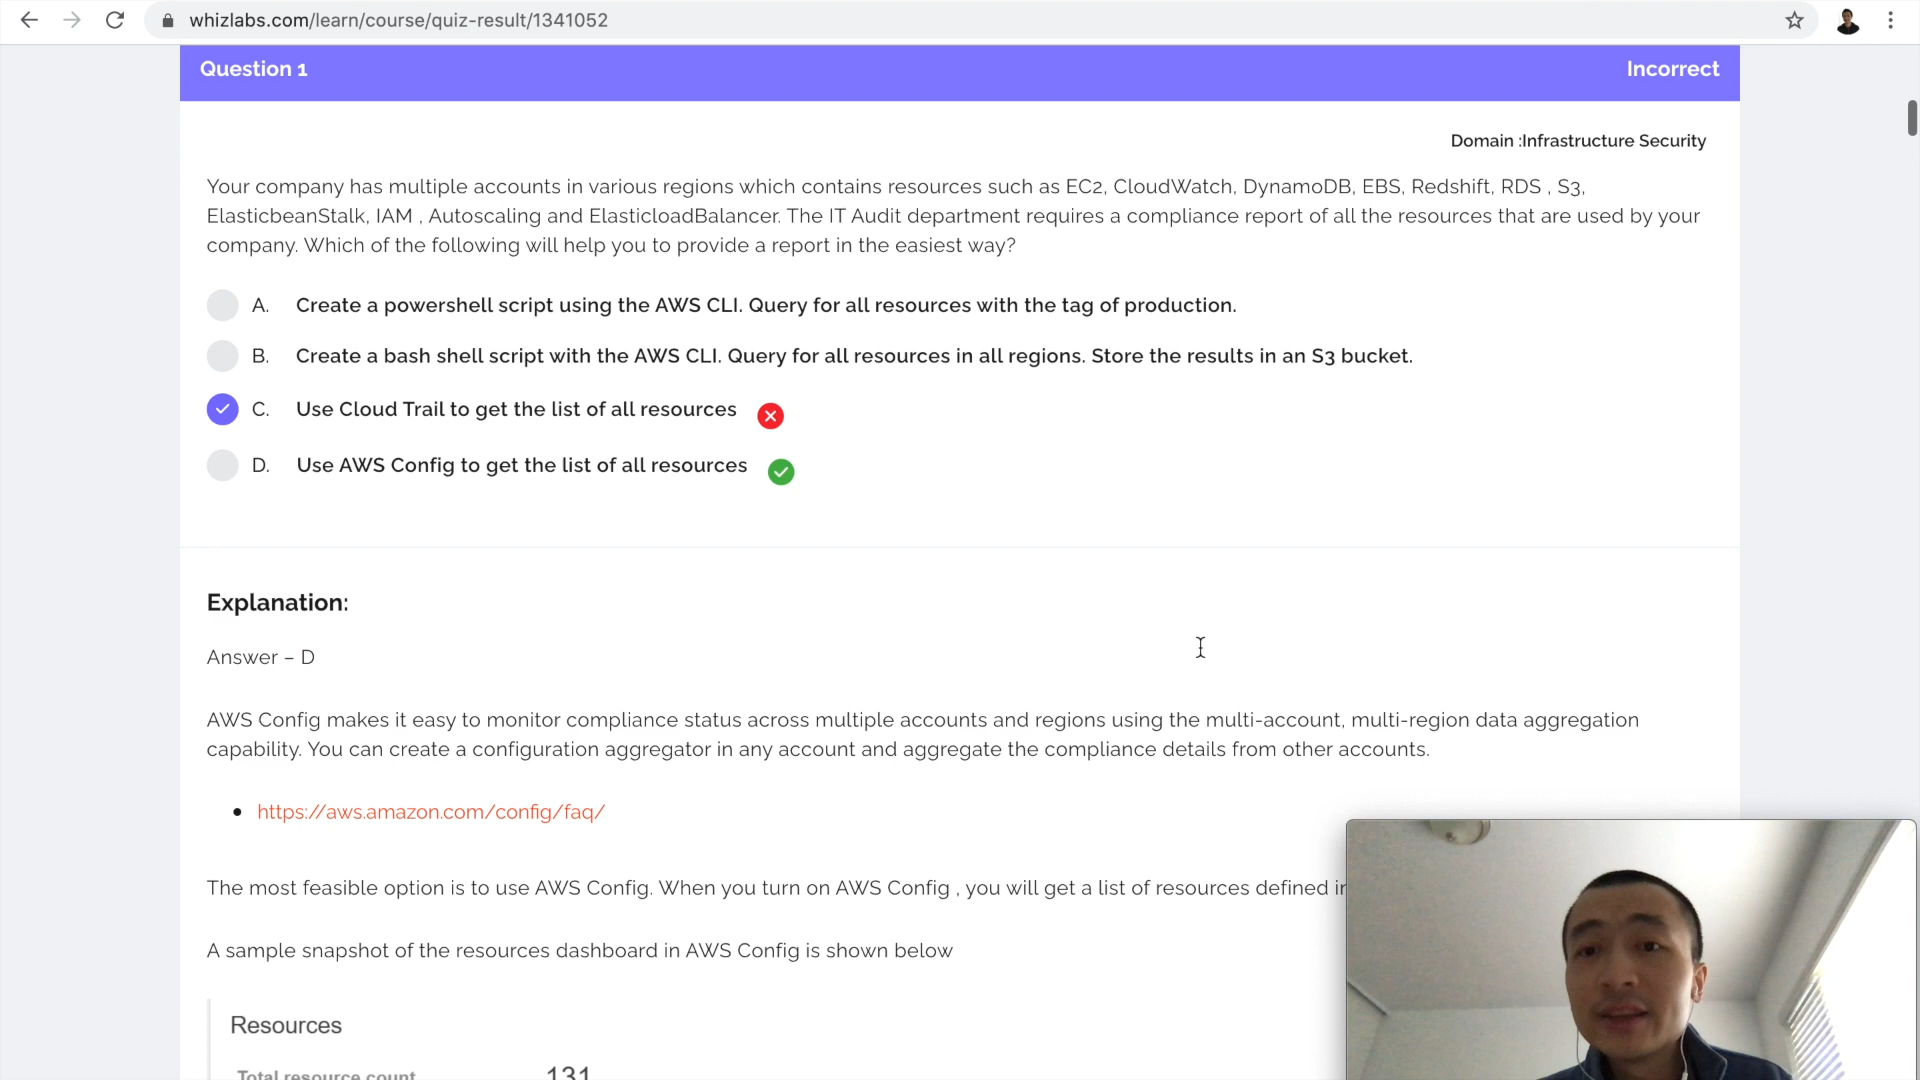 whizlabs.com/learn/course/quiz-result/1341052
Question 1
Incorrect
Domain :Infrastructure Security
Your company has multiple accounts in various regions which contains resources such as EC2, CloudWatch, DynamoDB, EBS, Redshift, RDS , S3,
ElasticbeanStalk, IAM , Autoscaling and ElasticloadBalancer. The IT Audit department requires a compliance report of all the resources that are used by your
company. Which of the following will help you to provide a report in the easiest way?
A. Create a powershell script using the AWS CLI. Query for all resources with the tag of production.
B. Create a bash shell script with the AWS CLI. Query for all resources in all regions. Store the results in an S3 bucket.
C. Use Cloud Trail to get the list of all resources
D. Use AWS Config to get the list of all resources
Explanation:
Answer – D
AWS Config makes it easy to monitor compliance status across multiple accounts and regions using the multi-account, multi-region data aggregation
capability. You can create a configuration aggregator in any account and aggregate the compliance details from other accounts.
• https://aws.amazon.com/config/faq/
The most feasible option is to use AWS Config. When you turn on AWS Config , you will get a list of resources defined
A sample snapshot of the resources dashboard in AWS Config is shown below
Resources
Total resource count 131